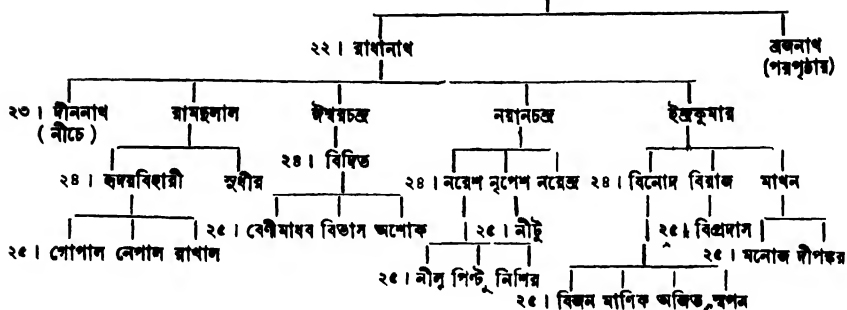 ২২। রাধানাথ ব্রজনাথ
(পরপৃষ্ঠায়)
২৩। দীননাথ রামদুলাল ঈশ্বরচন্দ্র নয়ানচন্দ্র ইন্দ্রকুমার
(নীচে)
২৪। হৃদয়বিহারী সুধীর ২৪। বিম্বিত ২৪। নরেশ নৃপেশ নরেন্দ্র ২৪। বিনোদ বিরাজ মাখন
২৫। গোপাল নেপাল রাখাল ২৫। বেণীমাধব বিভাস অশোক ২৫। নীটু ২৫। বিপ্রদাস
২৫। মনোজ দীপঙ্কর
২৫। নীলু পিন্টু নিশির
২৫। বিজন মাণিক অজিত স্বপন